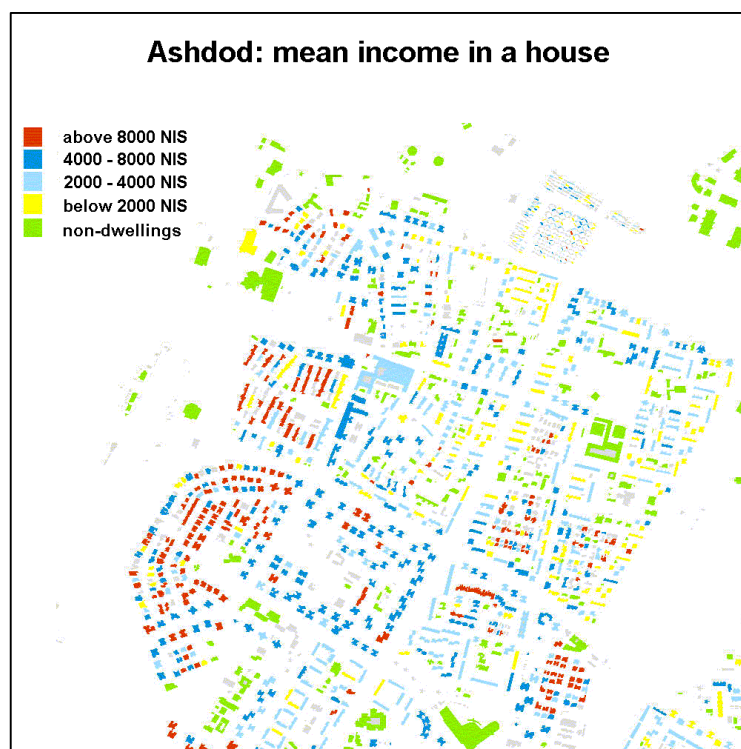 Ashdod: mean income in a house
above 8000 NIS
4000 - 8000 NIS
2000 - 4000 NIS
below 2000 NIS
non-dwellings